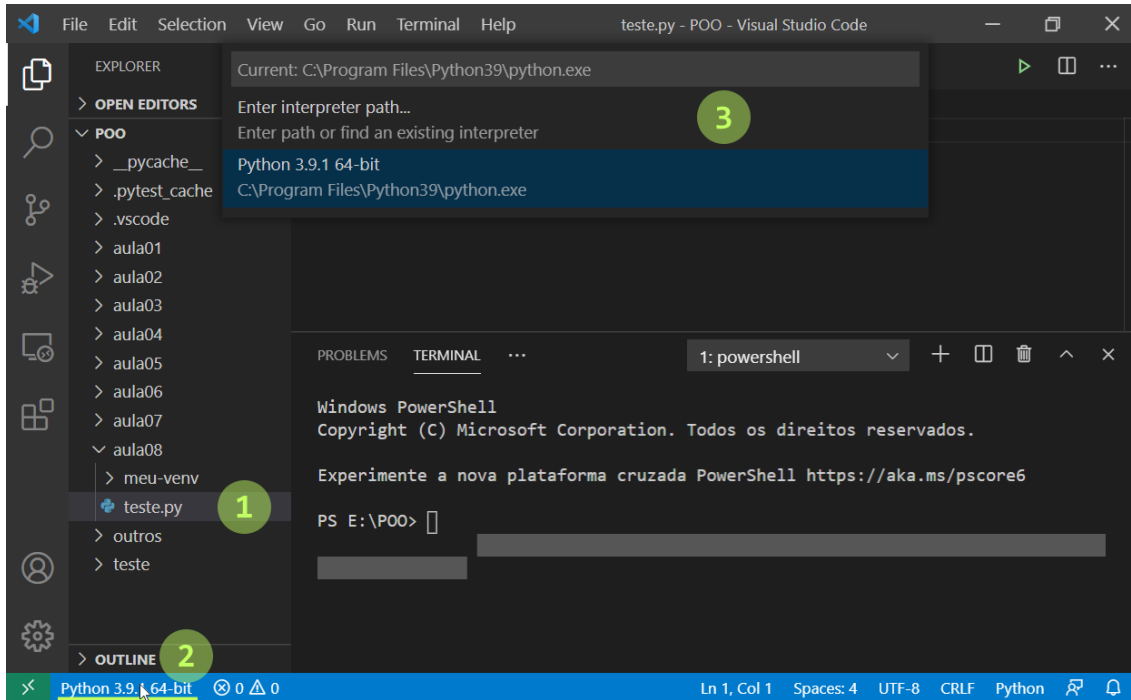 File Edit Selection View Go Run Terminal Help teste.py - POO - Visual Studio Code
EXPLORER
OPEN EDITORS
POO
__pycache__
.pytest_cache
.vscode
aula01
aula02
aula03
aula04
aula05
aula06
aula07
aula08
meu-venv
teste.py
outros
teste
OUTLINE
1
2
Current: C:\Program Files\Python39\python.exe
Enter interpreter path...
Enter path or find an existing interpreter
3
Python 3.9.1 64-bit
C:\Program Files\Python39\python.exe
PROBLEMS TERMINAL ...
1: powershell
Windows PowerShell
Copyright (C) Microsoft Corporation. Todos os direitos reservados.
Experimente a nova plataforma cruzada PowerShell https://aka.ms/pscore6
PS E:\POO>
Python 3.9.1 64-bit 0 0 Ln 1, Col 1 Spaces: 4 UTF-8 CRLF Python